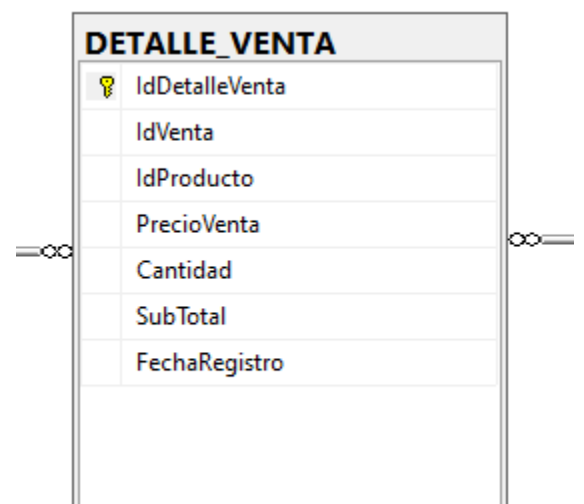 DETALLE_VENTA
IdDetalleVenta
IdVenta
IdProducto
PrecioVenta
Cantidad
SubTotal
FechaRegistro